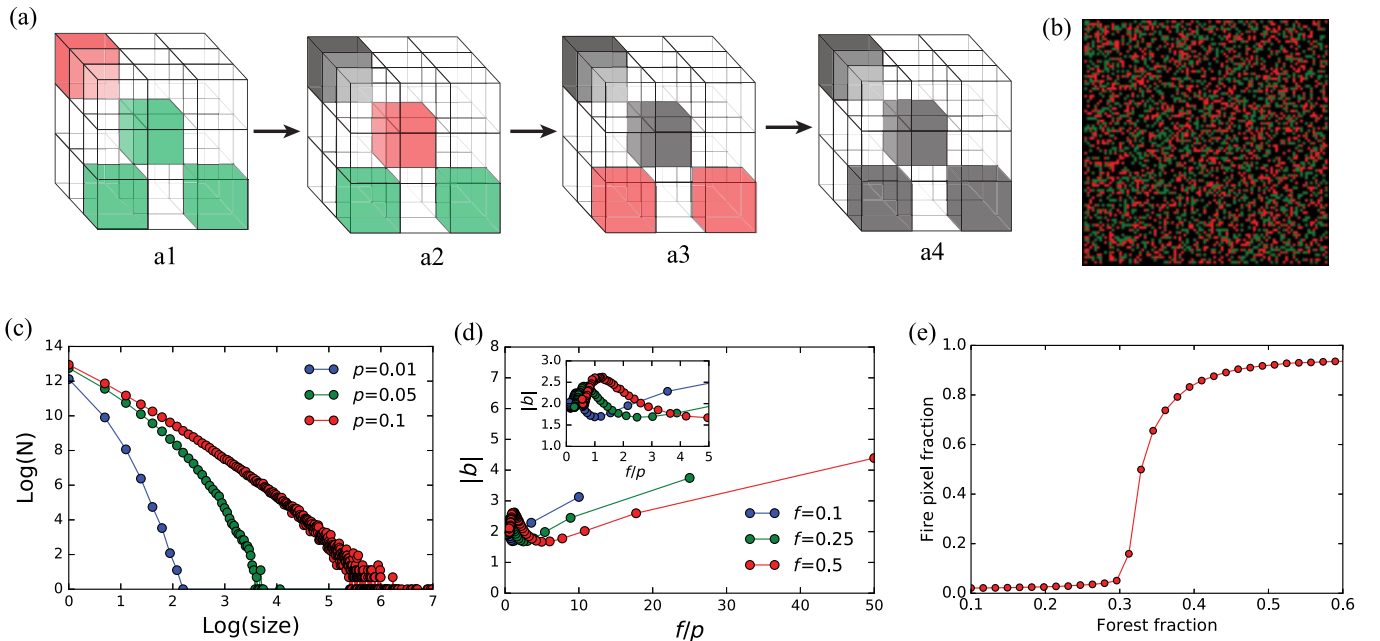 (a)
(b)
a1
a2
a3
a4
(c)
14
12
10
8
6
4
2
0
Log(N)
0 1 2 3 4 5 6 7
Log(size)
p=0.01
p=0.05
p=0.1
(d)
8
7
6
5
4
3
2
1
0
|b|
0 10 20 30 40 50
f/p
3.0
2.5
2.0
1.5
1.0
|b|
0 1 2 3 4 5
f/p
f=0.1
f=0.25
f=0.5
(e)
1.0
0.8
0.6
0.4
0.2
0.0
Fire pixel fraction
0.1 0.2 0.3 0.4 0.5 0.6
Forest fraction